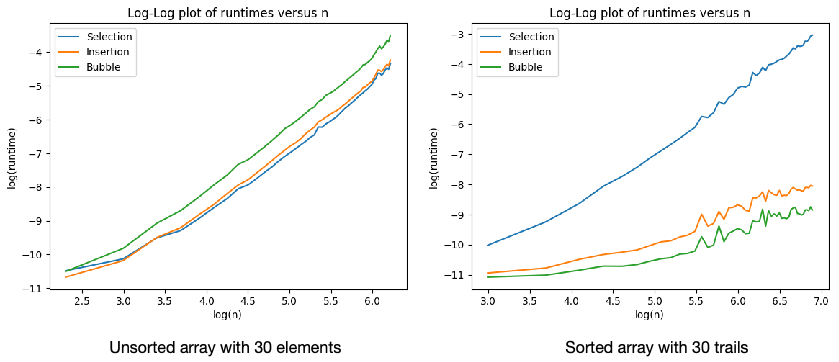 Log-Log plot of runtimes versus n
Selection
Insertion
Bubble
−4
−5
−6
−7
−8
−9
−10
−11
log(runtime)
2.5 3.0 3.5 4.0 4.5 5.0 5.5 6.0
log(n)
Unsorted array with 30 elements
Log-Log plot of runtimes versus n
Selection
Insertion
Bubble
−3
−4
−5
−6
−7
−8
−9
−10
−11
log(runtime)
3.0 3.5 4.0 4.5 5.0 5.5 6.0 6.5 7.0
log(n)
Sorted array with 30 trails